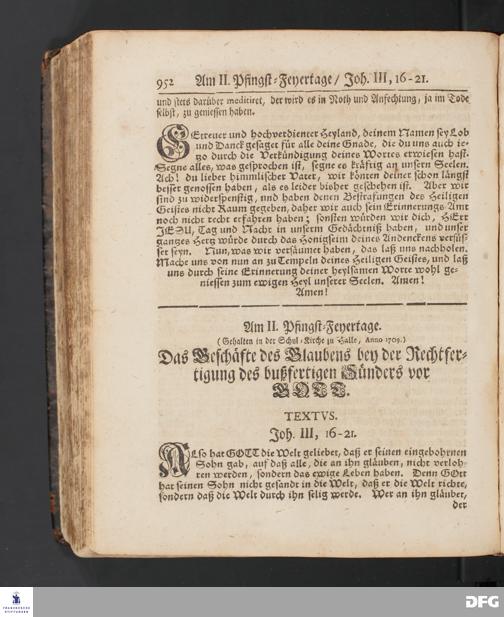 952 Am II. Pfingst-Feyertage/ Joh. III, 16-21.
und stets darüber meditiret, der wird es in Noth und Anfechtung, ja im Tode
selbst, zu geniessen haben.
GEtreuer und hochverdienter Heyland, deinem Namen sey Lob
und Danck gesaget für alle deine Gnade, die du uns auch ie-
tzo durch die Verkündigung deines Wortes erwiesen hast.
Segne alles, was gesprochen ist, segne es kräftig an unsern Seelen.
Ach! du lieber himmlischer Vater, wir könten deiner schon längst
besser genossen haben, als es leider bisher geschehen ist. Aber wir
sind zu widerspenstig, und haben denen Bestrafungen des Heiligen
Geistes nicht Raum gegeben, daher wir auch sein Erinnerungs-Amt
noch nicht recht erfahren haben; sonsten würden wir dich, HErr
JESU, Tag und Nacht in unserm Gedächtniß haben, und unser
gantzes Hertz würde durch das Honigseim deines Andenckens versüs-
set seyn. Nun, was wir versäumet haben, das laß uns nachholen.
Mache uns von nun an zu Tempeln deines Heiligen Geistes, und laß
uns durch seine Erinnerung deiner heylsamen Worte wohl ge-
niessen zum ewigen Heyl unserer Seelen. Amen!
Amen!
Am II. Pfingst-Feyertage.
(Gehalten in der Schul-Kirche zu Halle, Anno 1709.)
Das Geschäfte des Glaubens bey der Rechtfer-
tigung des bußfertigen Sünders vor
GOTT.
TEXTVS.
Joh. III, 16-21.
ALso hat GOTT die Welt geliebet, daß er seinen eingebohrnen
Sohn gab, auf daß alle, die an ihn gläuben, nicht verloh-
ren werden, sondern das ewige Leben haben. Denn GOtt
hat seinen Sohn nicht gesandt in die Welt, daß er die Welt richte,
sondern daß die Welt durch ihn selig werde. Wer an ihn gläubet,
der
FRANCKESCHE
STIFTUNGEN
DFG